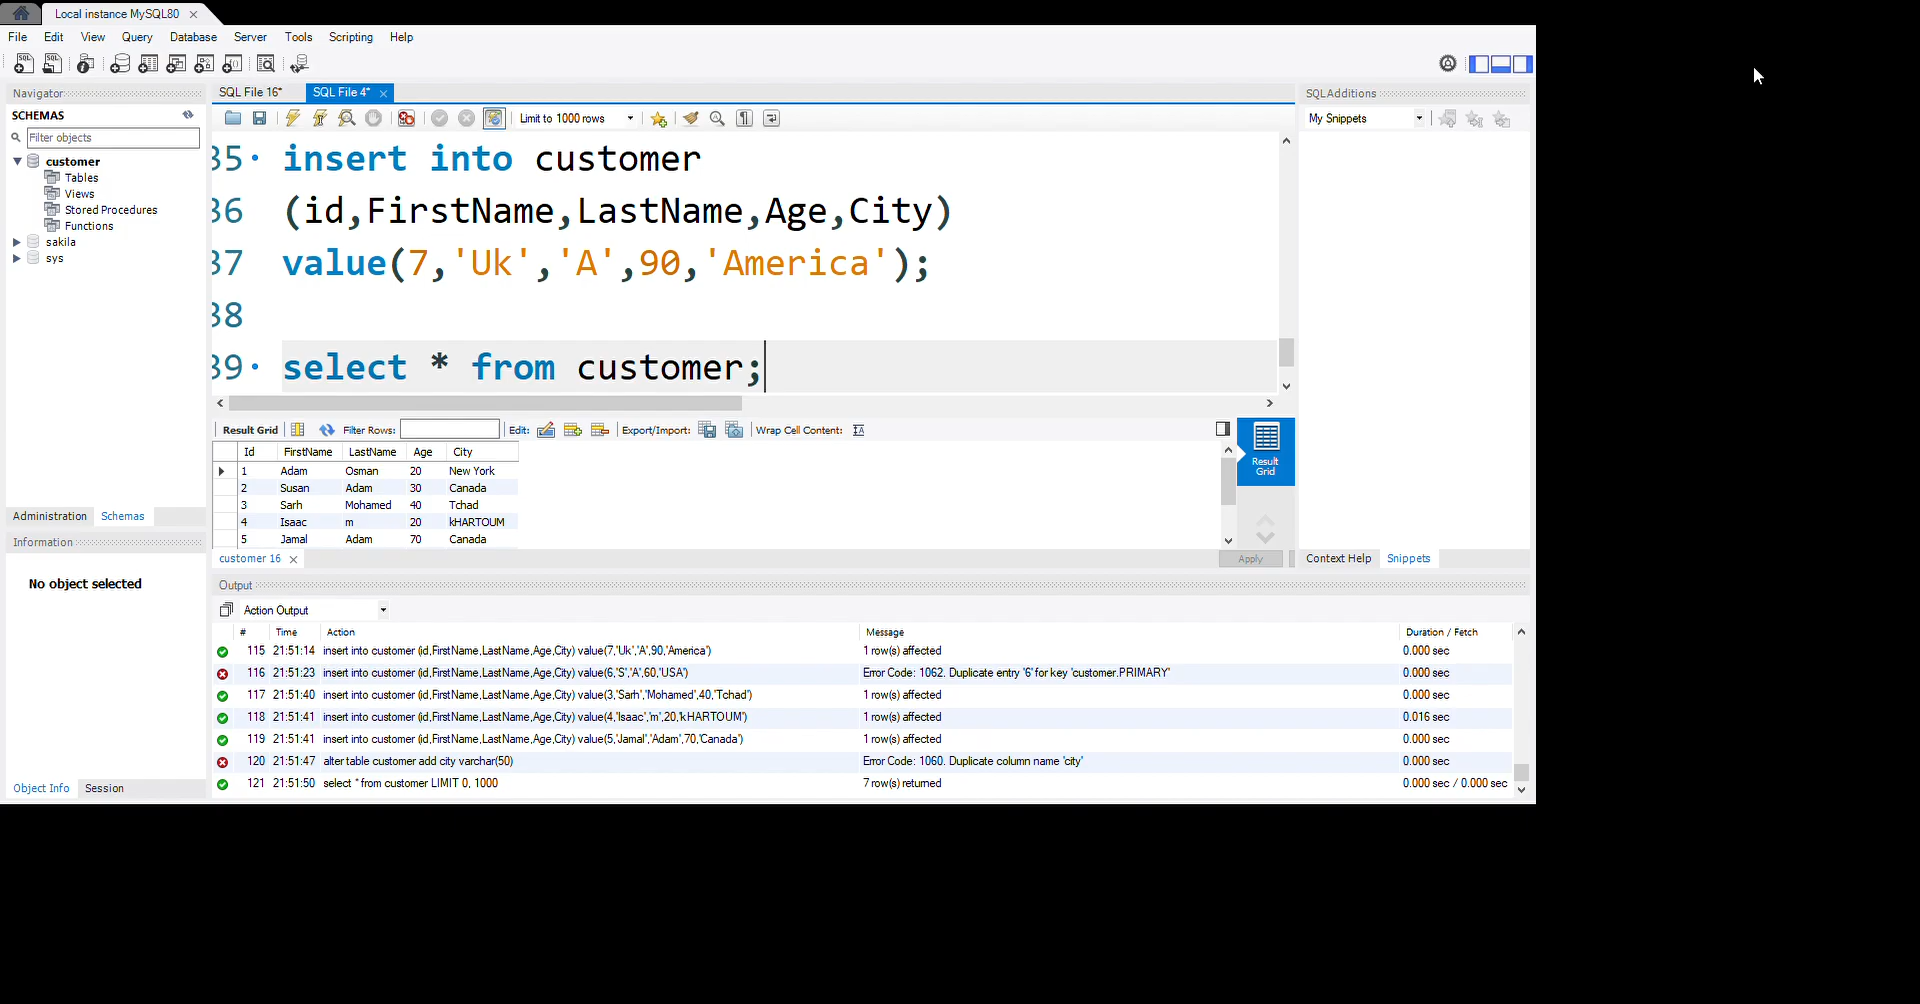 Local instance MySQL80
File Edit View Query Database Server Tools Scripting Help
Navigator
SCHEMAS
Filter objects
customer
Tables
Views
Stored Procedures
Functions
sakila
sys
Administration Schemas
Information
No object selected
Object Info Session
SQL File 16* SQL File 4*
Limit to 1000 rows
35 insert into customer
36 (id,FirstName,LastName,Age,City)
37 value(7,'Uk','A',90,'America');
38
39 select * from customer;
Result Grid Filter Rows: Edit: Export/Import: Wrap Cell Content:
Id FirstName LastName Age City
1 Adam Osman 20 New York
2 Susan Adam 30 Canada
3 Sarh Mohamed 40 Tchad
4 Isaac m 20 kHARTOUM
5 Jamal Adam 70 Canada
Result
Grid
customer 16
Apply
SQLAdditions
My Snippets
Context Help Snippets
Output
Action Output
# Time Action Message Duration / Fetch
115 21:51:14 insert into customer (id,FirstName,LastName,Age,City) value(7,'Uk','A',90,'America') 1 row(s) affected 0.000 sec
116 21:51:23 insert into customer (id,FirstName,LastName,Age,City) value(6,'S','A',60,'USA') Error Code: 1062. Duplicate entry '6' for key 'customer.PRIMARY' 0.000 sec
117 21:51:40 insert into customer (id,FirstName,LastName,Age,City) value(3,'Sarh','Mohamed',40,'Tchad') 1 row(s) affected 0.000 sec
118 21:51:41 insert into customer (id,FirstName,LastName,Age,City) value(4,'Isaac','m',20,'kHARTOUM') 1 row(s) affected 0.016 sec
119 21:51:41 insert into customer (id,FirstName,LastName,Age,City) value(5,'Jamal','Adam',70,'Canada') 1 row(s) affected 0.000 sec
120 21:51:47 alter table customer add city varchar(50) Error Code: 1060. Duplicate column name 'city' 0.000 sec
121 21:51:50 select * from customer LIMIT 0, 1000 7 row(s) returned 0.000 sec / 0.000 sec